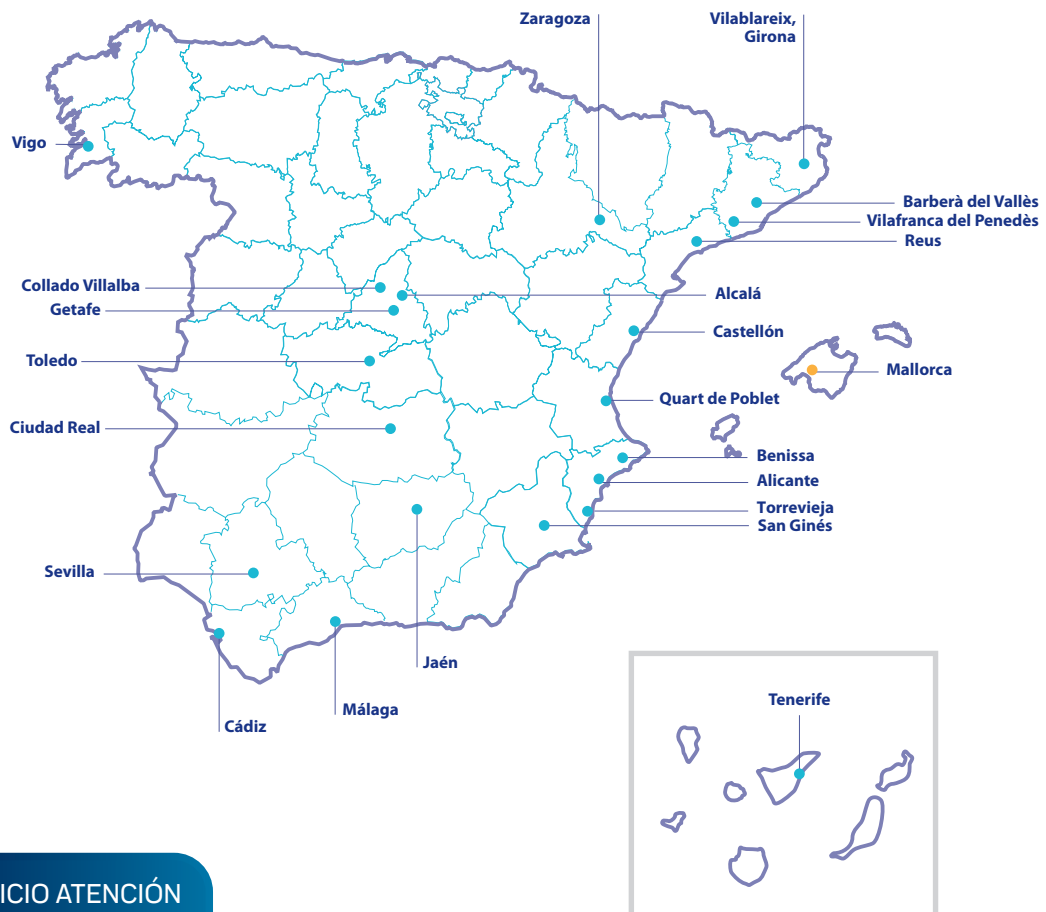 Zaragoza
Vilablareix,
Girona
Vigo
Barberà del Vallès
Vilafranca del Penedès
Reus
Collado Villalba
Alcalá
Getafe
Castellón
Toledo
Mallorca
Quart de Poblet
Ciudad Real
Benissa
Alicante
Torrevieja
San Ginés
Sevilla
Jaén
Málaga
Cádiz
Tenerife
ICIO ATENCIÓN